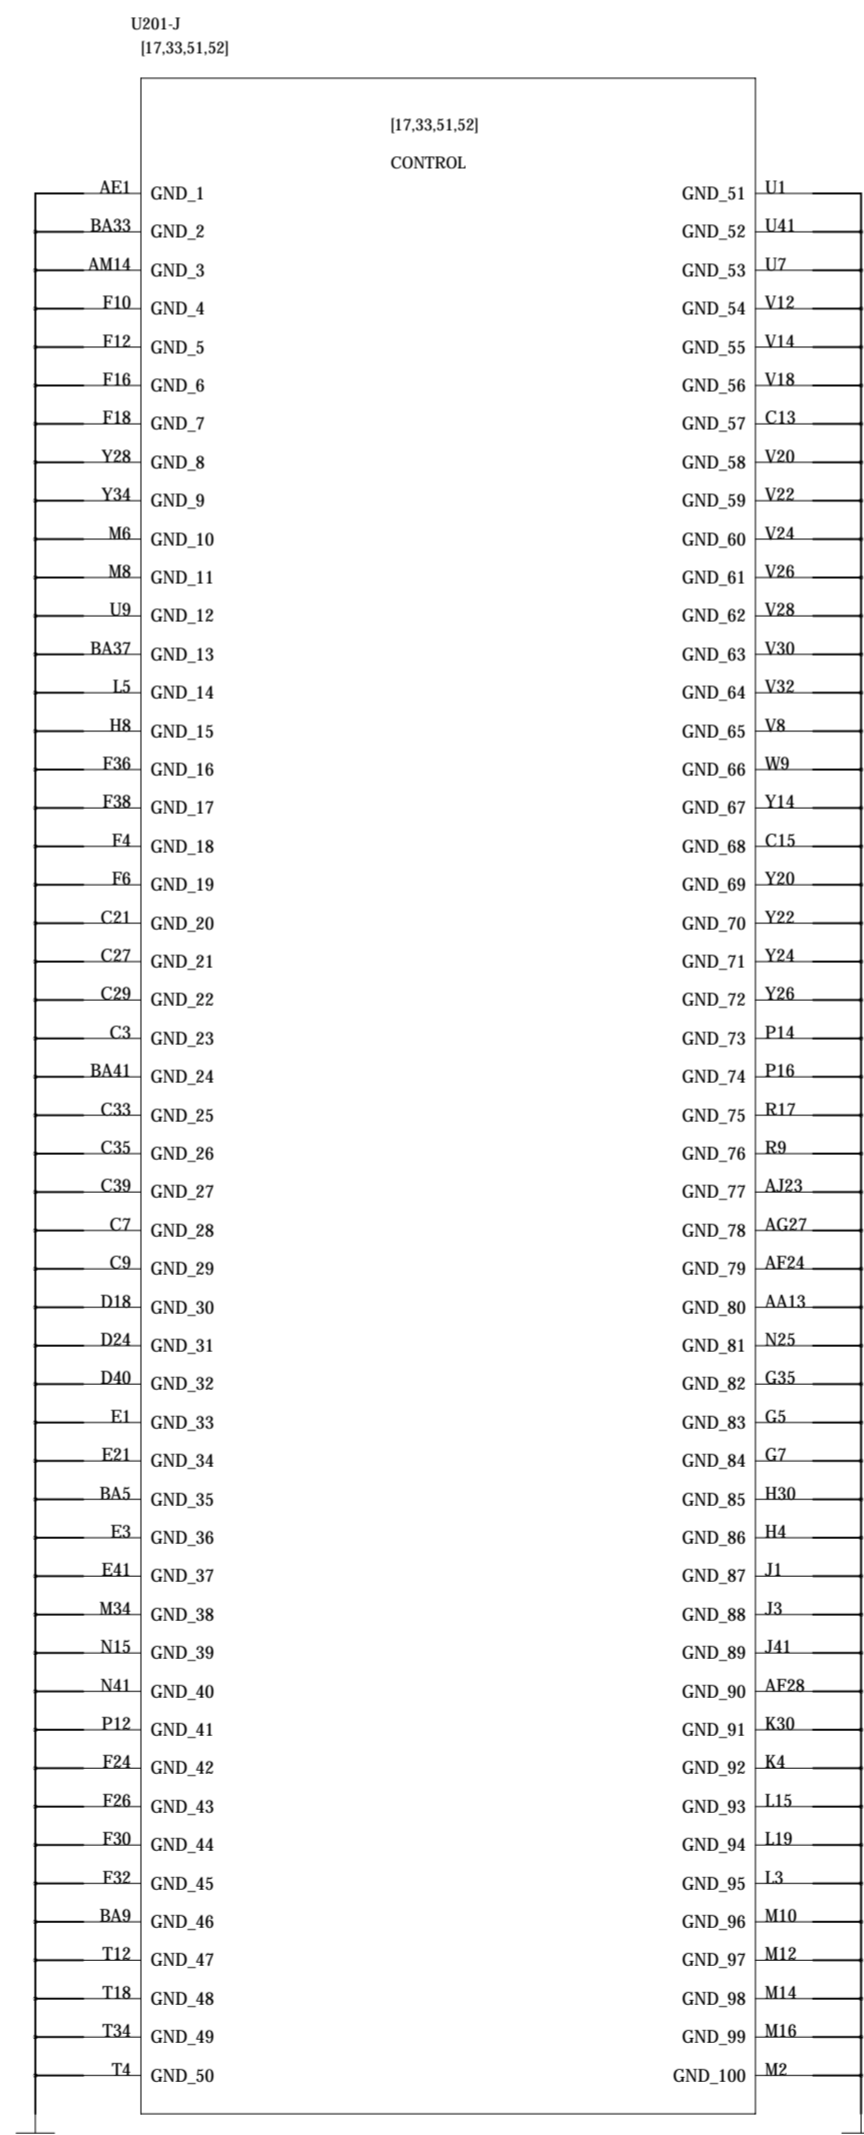 U201-J
[17,33,51,52]
[17,33,51,52]
CONTROL
AE1 GND_1 GND_51 U1
BA33 GND_2 GND_52 U41
AM14 GND_3 GND_53 U7
F10 GND_4 GND_54 V12
F12 GND_5 GND_55 V14
F16 GND_6 GND_56 V18
F18 GND_7 GND_57 C13
Y28 GND_8 GND_58 V20
Y34 GND_9 GND_59 V22
M6 GND_10 GND_60 V24
M8 GND_11 GND_61 V26
U9 GND_12 GND_62 V28
BA37 GND_13 GND_63 V30
L5 GND_14 GND_64 V32
H8 GND_15 GND_65 V8
F36 GND_16 GND_66 W9
F38 GND_17 GND_67 Y14
F4 GND_18 GND_68 C15
F6 GND_19 GND_69 Y20
C21 GND_20 GND_70 Y22
C27 GND_21 GND_71 Y24
C29 GND_22 GND_72 Y26
C3 GND_23 GND_73 P14
BA41 GND_24 GND_74 P16
C33 GND_25 GND_75 R17
C35 GND_26 GND_76 R9
C39 GND_27 GND_77 AJ23
C7 GND_28 GND_78 AG27
C9 GND_29 GND_79 AF24
D18 GND_30 GND_80 AA13
D24 GND_31 GND_81 N25
D40 GND_32 GND_82 G35
E1 GND_33 GND_83 G5
E21 GND_34 GND_84 G7
BA5 GND_35 GND_85 H30
E3 GND_36 GND_86 H4
E41 GND_37 GND_87 J1
M34 GND_38 GND_88 J3
N15 GND_39 GND_89 J41
N41 GND_40 GND_90 AF28
P12 GND_41 GND_91 K30
F24 GND_42 GND_92 K4
F26 GND_43 GND_93 L15
F30 GND_44 GND_94 L19
F32 GND_45 GND_95 L3
BA9 GND_46 GND_96 M10
T12 GND_47 GND_97 M12
T18 GND_48 GND_98 M14
T34 GND_49 GND_99 M16
T4 GND_50 GND_100 M2